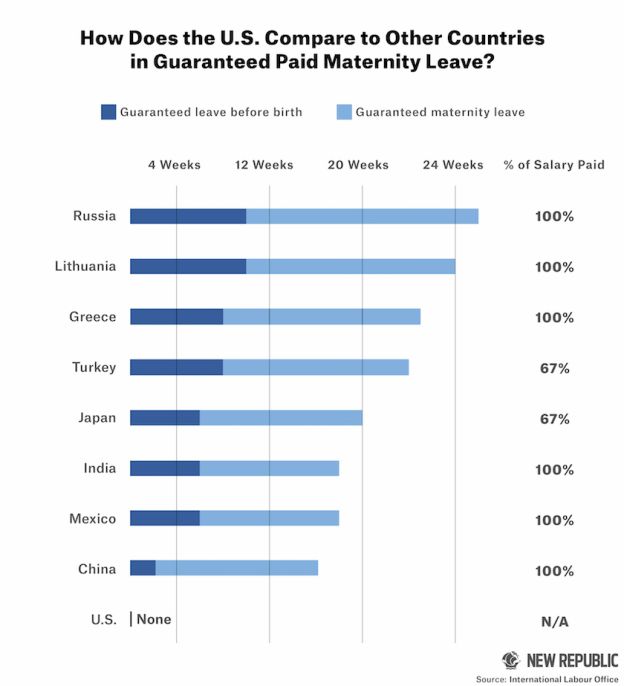 How Does the U.S. Compare to Other Countries
in Guaranteed Paid Maternity Leave?
Guaranteed leave before birth Guaranteed maternity leave
4 Weeks 12 Weeks 20 Weeks 24 Weeks % of Salary Paid
Russia 100%
Lithuania 100%
Greece 100%
Turkey 67%
Japan 67%
India 100%
Mexico 100%
China 100%
U.S. None N/A
NEW REPUBLIC
Source: International Labour Office